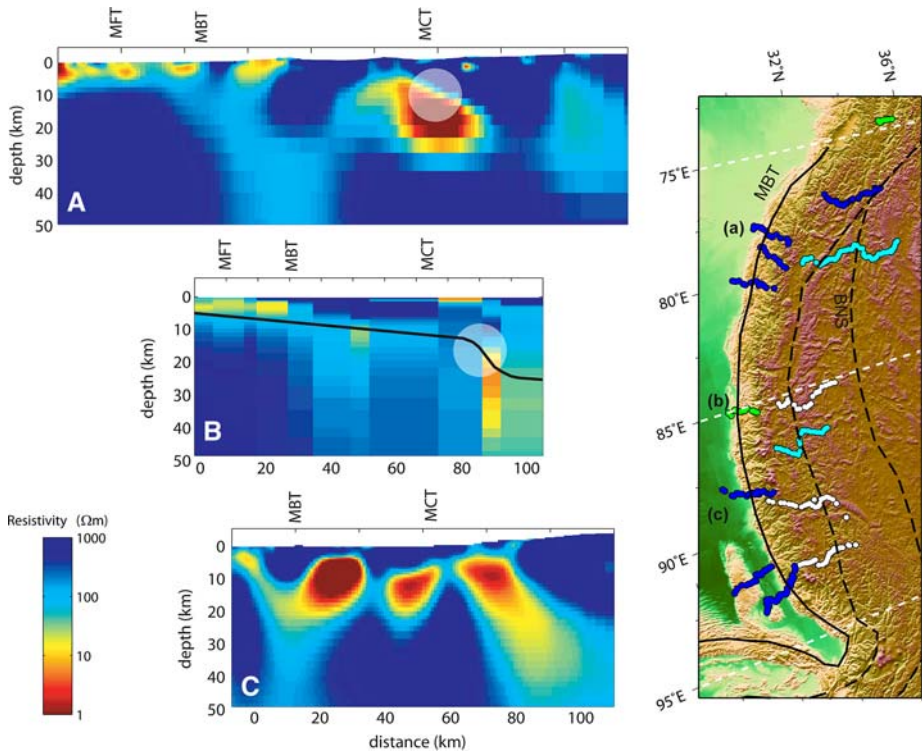 MFT
MBT
MCT
0
10
20
30
40
50
depth (km)
A
MFT
MBT
MCT
0
10
20
30
40
50
depth (km)
B
0 20 40 60 80 100
MBT
MCT
0
10
20
30
40
50
depth (km)
C
0 20 40 60 80 100
distance (km)
Resistivity (Ωm)
1000
100
10
1
32°N
36°N
75°E
80°E
85°E
90°E
95°E
MBT
BNS
(a)
(b)
(c)